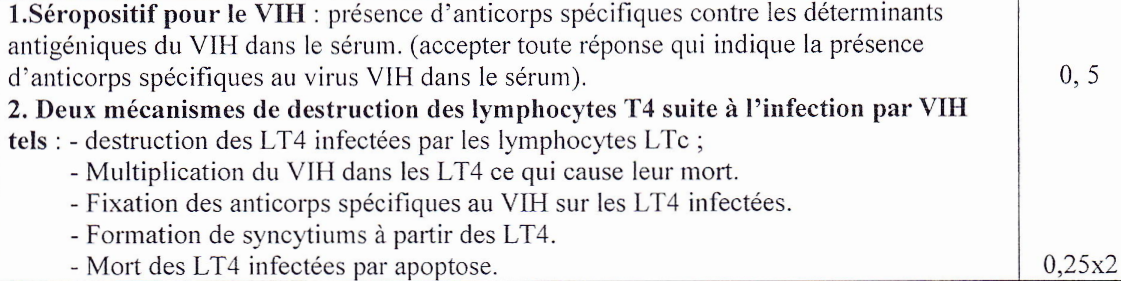 1.Séropositif pour le VIH : présence d’anticorps spécifiques contre les déterminants
antigéniques du VIH dans le sérum. (accepter toute réponse qui indique la présence
d’anticorps spécifiques au virus VIH dans le sérum). 0, 5
2. Deux mécanismes de destruction des lymphocytes T4 suite à l’infection par VIH
tels : - destruction des LT4 infectées par les lymphocytes LTc ;
- Multiplication du VIH dans les LT4 ce qui cause leur mort.
- Fixation des anticorps spécifiques au VIH sur les LT4 infectées.
- Formation de syncytiums à partir des LT4.
- Mort des LT4 infectées par apoptose. 0,25x2